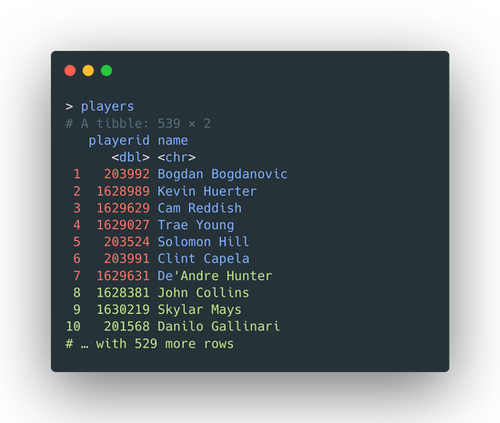 > players
# A tibble: 539 × 2
playerid name
<dbl> <chr>
1 203992 Bogdan Bogdanovic
2 1628989 Kevin Huerter
3 1629629 Cam Reddish
4 1629027 Trae Young
5 203524 Solomon Hill
6 203991 Clint Capela
7 1629631 De'Andre Hunter
8 1628381 John Collins
9 1630219 Skylar Mays
10 201568 Danilo Gallinari
# … with 529 more rows